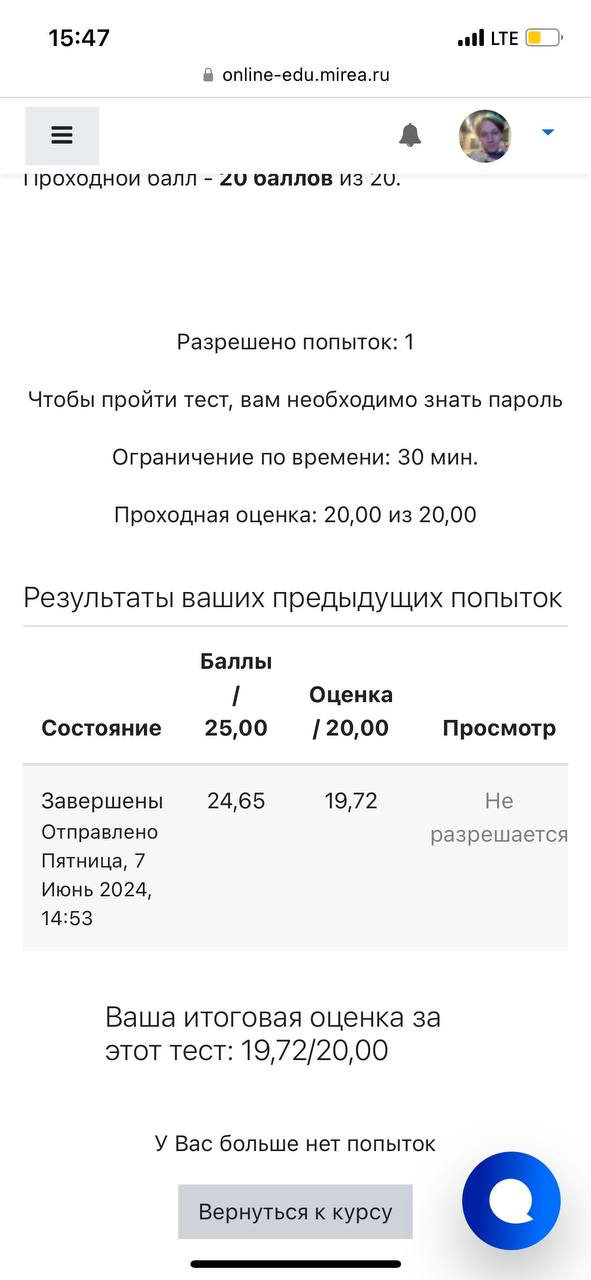 15:47
LTE
online-edu.mirea.ru
Проходной балл - 20 баллов из 20.
Разрешено попыток: 1
Чтобы пройти тест, вам необходимо знать пароль
Ограничение по времени: 30 мин.
Проходная оценка: 20,00 из 20,00
Результаты ваших предыдущих попыток
Состояние Баллы / 25,00 Оценка / 20,00 Просмотр
Завершены 24,65 19,72 Не разрешается
Отправлено
Пятница, 7
Июнь 2024,
14:53
Ваша итоговая оценка за
этот тест: 19,72/20,00
У Вас больше нет попыток
Вернуться к курсу